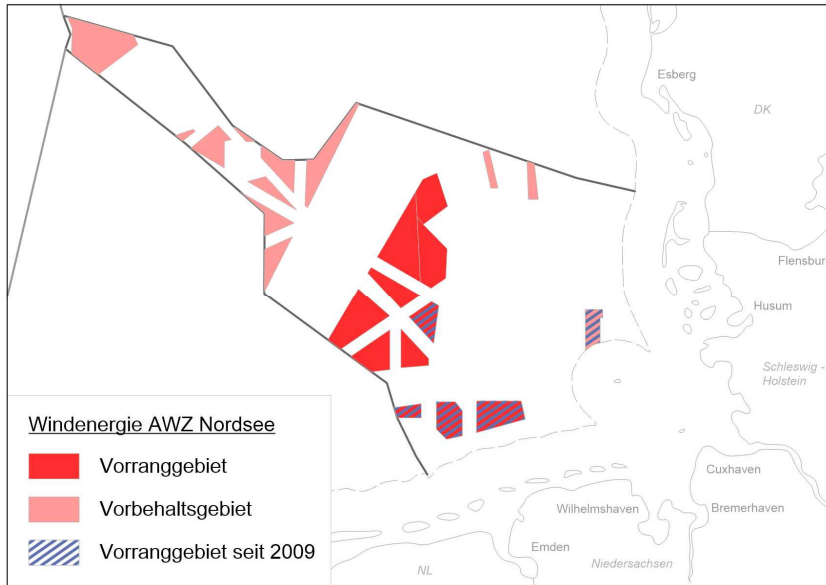 Esberg
DK
Flensbur
Husum
Schleswig -
Holstein
Windenergie AWZ Nordsee
Vorranggebiet
Vorbehaltsgebiet
Vorranggebiet seit 2009
Cuxhaven
Wilhelmshaven
Bremerhaven
Emden
Niedersachsen
NL